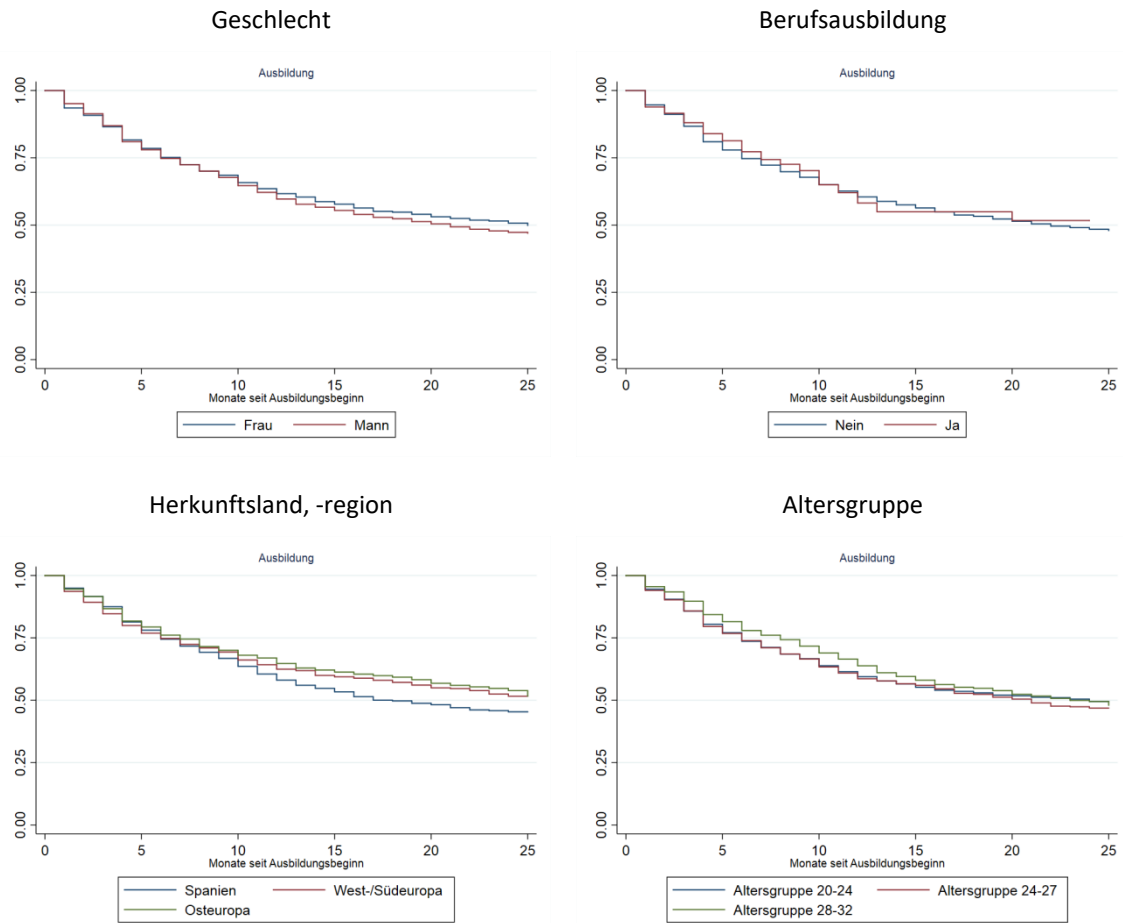 Geschlecht
Berufsausbildung
Ausbildung
1.00
0.75
0.50
0.25
0.00
0 5 10 15 20 25
Monate seit Ausbildungsbeginn
Frau Mann
Ausbildung
1.00
0.75
0.50
0.25
0.00
0 5 10 15 20 25
Monate seit Ausbildungsbeginn
Nein Ja
Herkunftsland, -region
Altersgruppe
Ausbildung
1.00
0.75
0.50
0.25
0.00
0 5 10 15 20 25
Monate seit Ausbildungsbeginn
Spanien West-/Südeuropa
Osteuropa
Ausbildung
1.00
0.75
0.50
0.25
0.00
0 5 10 15 20 25
Monate seit Ausbildungsbeginn
Altersgruppe 20-24 Altersgruppe 24-27
Altersgruppe 28-32